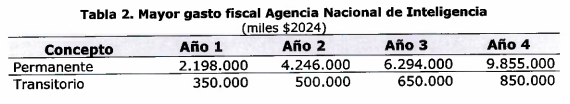 Tabla 2. Mayor gasto fiscal Agencia Nacional de Inteligencia
(miles $2024)
Concepto Año 1 Año 2 Año 3 Año 4
Permanente 2.198.000 4.246.000 6.294.000 9.855.000
Transitorio 350.000 500.000 650.000 850.000